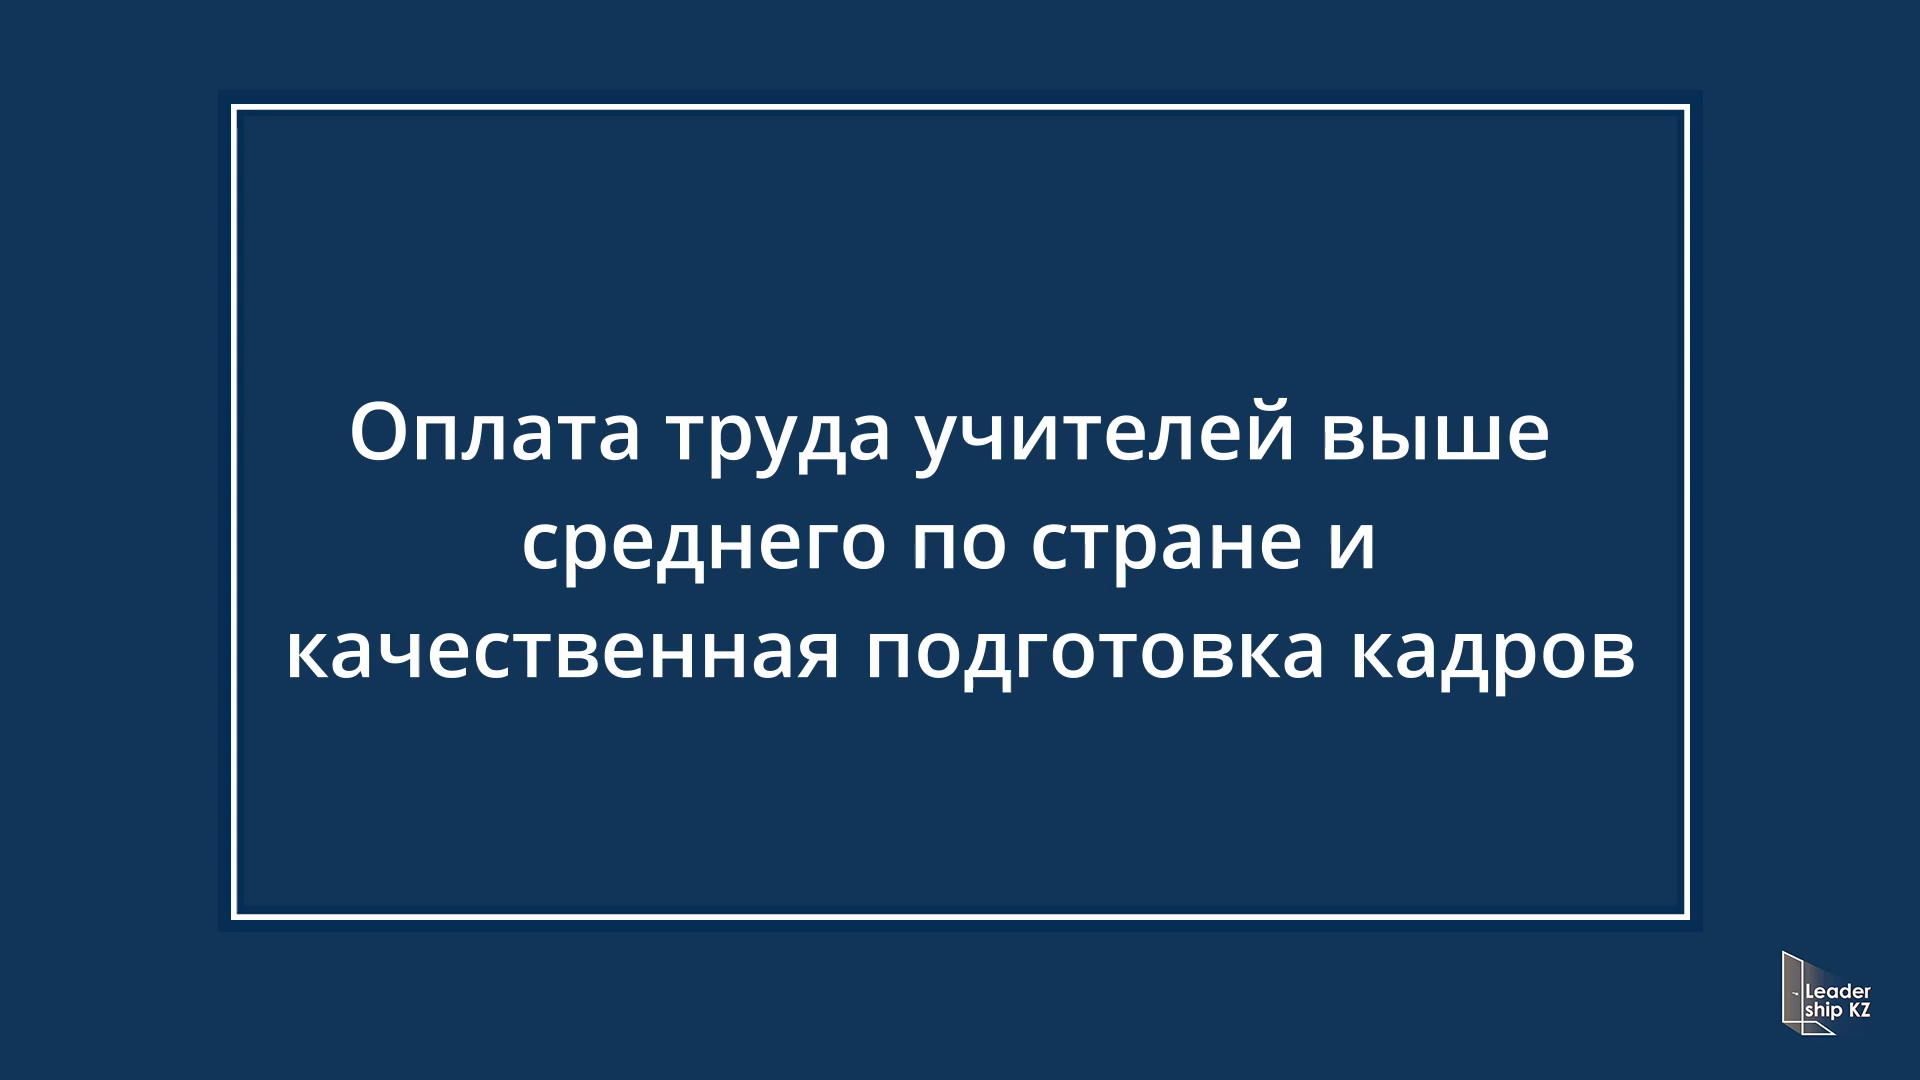 Оплата труда учителей выше
среднего по стране и
качественная подготовка кадров
Leader
ship KZ